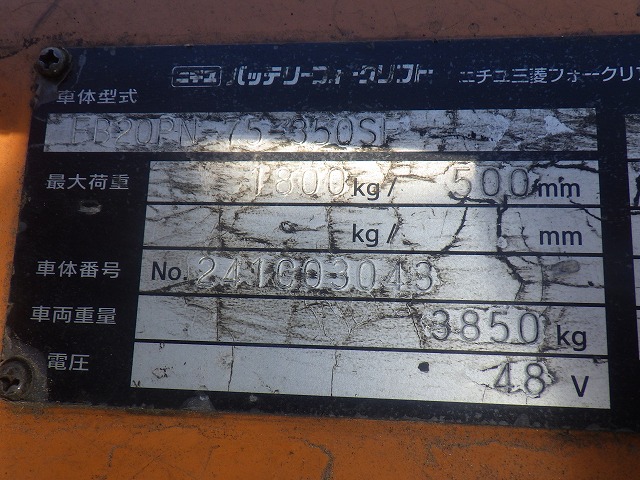 ニチユ バッテリーフォークリフト ニチユ三菱フォークリフ
車体型式
FB20PN-75-350SF
最大荷重 1800 kg/ 500 mm
- kg/ mm
車体番号 No. 241G03043
車両重量 3850 kg
電圧 48 V